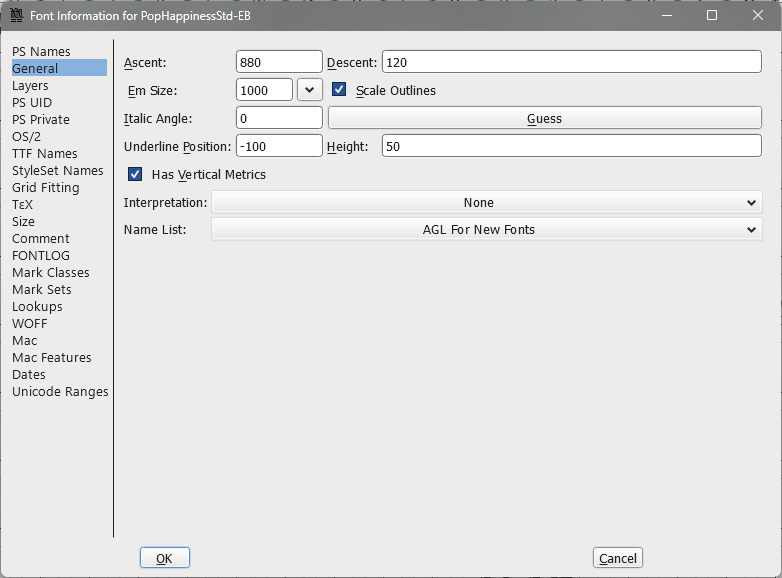 Font Information for PopHappinessStd-EB
PS Names
General
Layers
PS UID
PS Private
OS/2
TTF Names
StyleSet Names
Grid Fitting
TεX
Size
Comment
FONTLOG
Mark Classes
Mark Sets
Lookups
WOFF
Mac
Mac Features
Dates
Unicode Ranges
Ascent: 880 Descent: 120
Em Size: 1000 Scale Outlines
Italic Angle: 0 Guess
Underline Position: -100 Height: 50
Has Vertical Metrics
Interpretation: None
Name List: AGL For New Fonts
OK Cancel